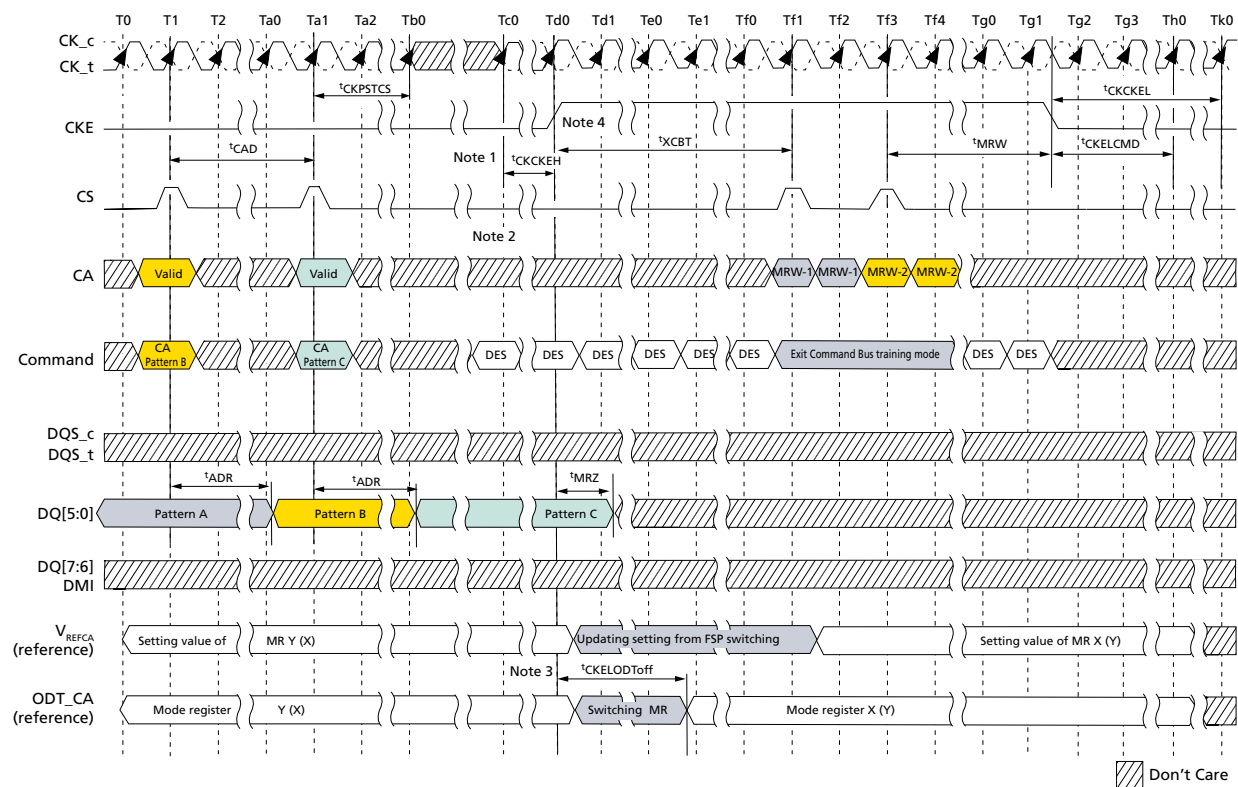 T0 T1 T2 Ta0 Ta1 Ta2 Tb0 Tc0 Td0 Td1 Te0 Te1 Tf0 Tf1 Tf2 Tf3 Tf4 Tg0 Tg1 Tg2 Tg3 Th0 Tk0
CK_c
CK_t
tCKPSTCS tCKCKEL
CKE Note 4
tCAD Note 1 tCKCKEH tXCBT tMRW tCKELCMD
CS
Note 2
CA Valid Valid MRW-1 MRW-1 MRW-2 MRW-2
Command CA Pattern B CA Pattern C DES DES DES DES DES DES Exit Command Bus training mode DES DES
DQS_c
DQS_t
tADR tADR tMRZ
DQ[5:0] Pattern A Pattern B Pattern C
DQ[7:6]
DMI
VREFCA
(reference) Setting value of MR Y (X) Updating setting from FSP switching Setting value of MR X (Y)
Note 3 tCKELODToff
ODT_CA
(reference) Mode register Y (X) Switching MR Mode register X (Y)
Don't Care